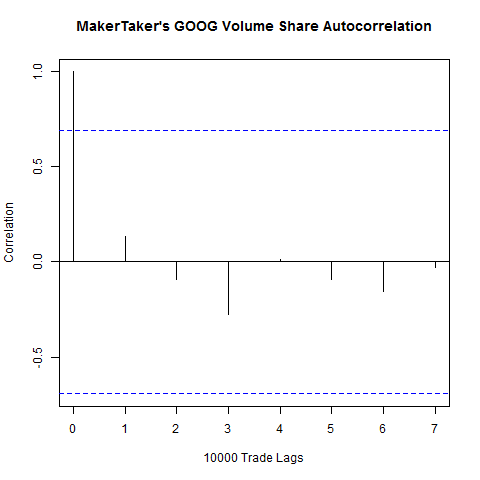 MakerTaker's GOOG Volume Share Autocorrelation
1.0
0.5
0.0
-0.5
Correlation
0 1 2 3 4 5 6 7
10000 Trade Lags